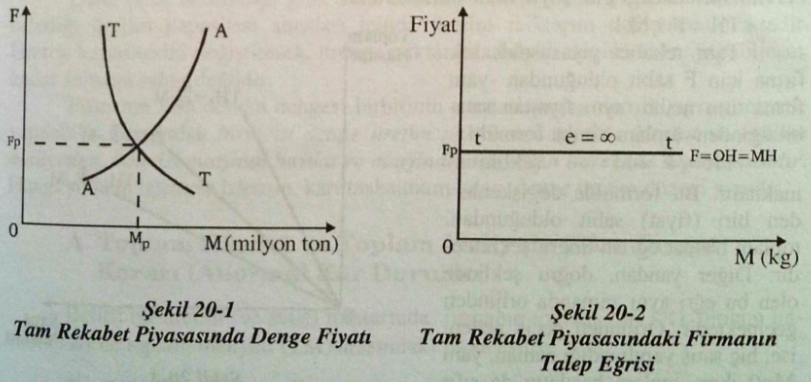 F
T
A
Fp
A
T
0
Mp
M(milyon ton)
Şekil 20-1
Tam Rekabet Piyasasında Denge Fiyatı
Fiyat
t
e = ∞
t
Fp
F=OH=MH
0
M (kg)
Şekil 20-2
Tam Rekabet Piyasasındaki Firmanın
Talep Eğrisi